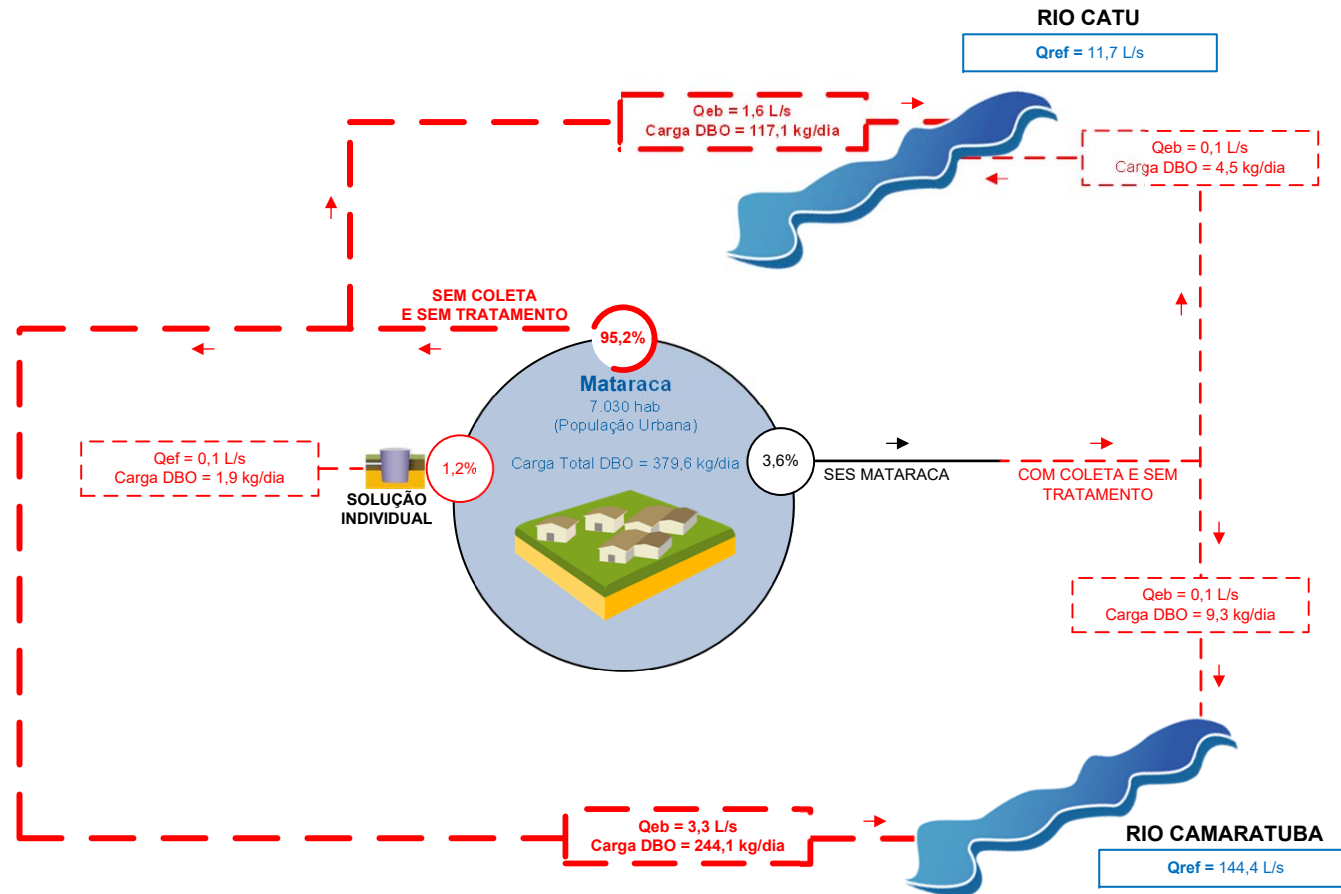 RIO CATU
Qref = 11,7 L/s
Qeb = 1,6 L/s
Carga DBO = 117,1 kg/dia
Qeb = 0,1 L/s
Carga DBO = 4,5 kg/dia
SEM COLETA
E SEM TRATAMENTO
95,2%
Mataraca
7.030 hab
(População Urbana)
Carga Total DBO = 379,6 kg/dia
Qef = 0,1 L/s
Carga DBO = 1,9 kg/dia
1,2%
SOLUÇÃO
INDIVIDUAL
3,6%
SES MATARACA
COM COLETA E SEM
TRATAMENTO
Qeb = 0,1 L/s
Carga DBO = 9,3 kg/dia
Qeb = 3,3 L/s
Carga DBO = 244,1 kg/dia
RIO CAMARATUBA
Qref = 144,4 L/s